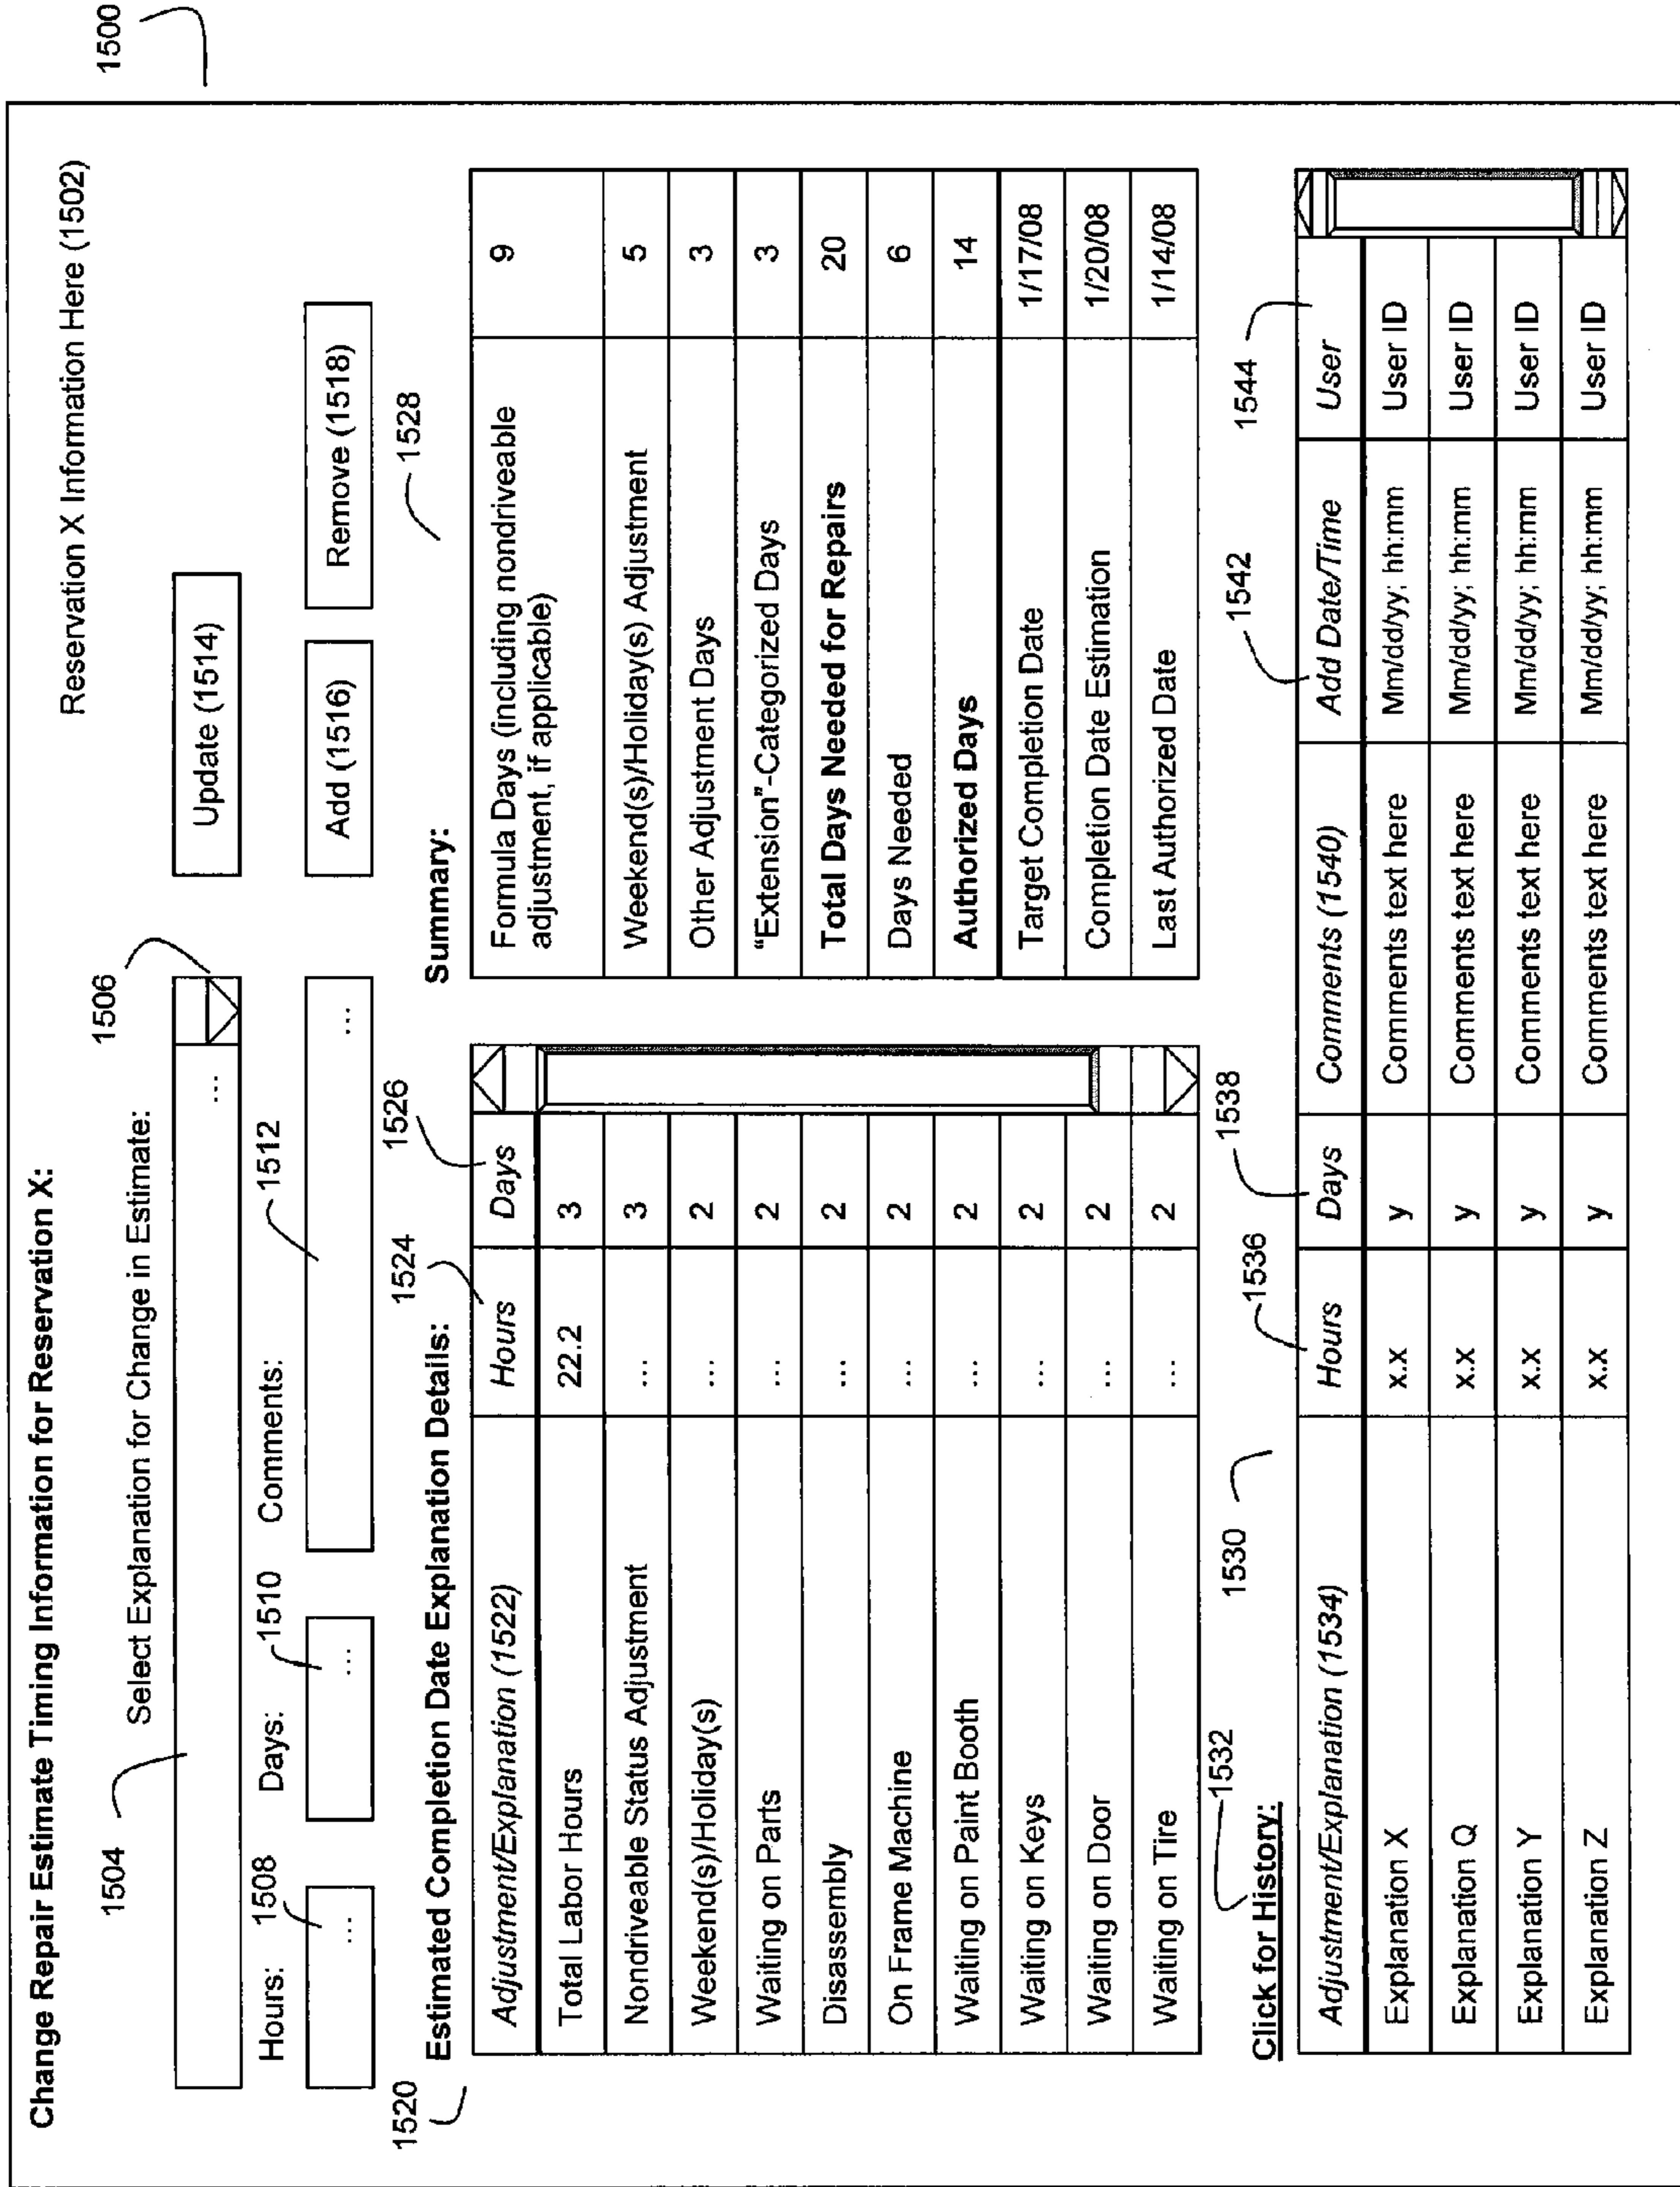 1500
Change Repair Estimate Timing Information for Reservation X:
Reservation X Information Here (1502)
1504
Select Explanation for Change in Estimate:
1506
...
Update (1514)
Hours:
1508
Days:
1510
Comments:
1512
...
...
...
Add (1516)
Remove (1518)
1520
Estimated Completion Date Explanation Details:
1524
1526
Adjustment/Explanation (1522) Hours Days
Total Labor Hours 22.2 3
Nondriveable Status Adjustment ... 3
Weekend(s)/Holiday(s) ... 2
Waiting on Parts ... 2
Disassembly ... 2
On Frame Machine ... 2
Waiting on Paint Booth ... 2
Waiting on Keys ... 2
Waiting on Door ... 2
Waiting on Tire ... 2
Summary:
1528
Formula Days (including nondriveable
adjustment, if applicable) 9
Weekend(s)/Holiday(s) Adjustment 5
Other Adjustment Days 3
“Extension”-Categorized Days 3
Total Days Needed for Repairs 20
Days Needed 6
Authorized Days 14
Target Completion Date 1/17/08
Completion Date Estimation 1/20/08
Last Authorized Date 1/14/08
Click for History:
1532
1530
1536
1538
1542
1544
Adjustment/Explanation (1534) Hours Days Comments (1540) Add Date/Time User
Explanation X x.x y Comments text here Mm/dd/yy; hh:mm User ID
Explanation Q x.x y Comments text here Mm/dd/yy; hh:mm User ID
Explanation Y x.x y Comments text here Mm/dd/yy; hh:mm User ID
Explanation Z x.x y Comments text here Mm/dd/yy; hh:mm User ID